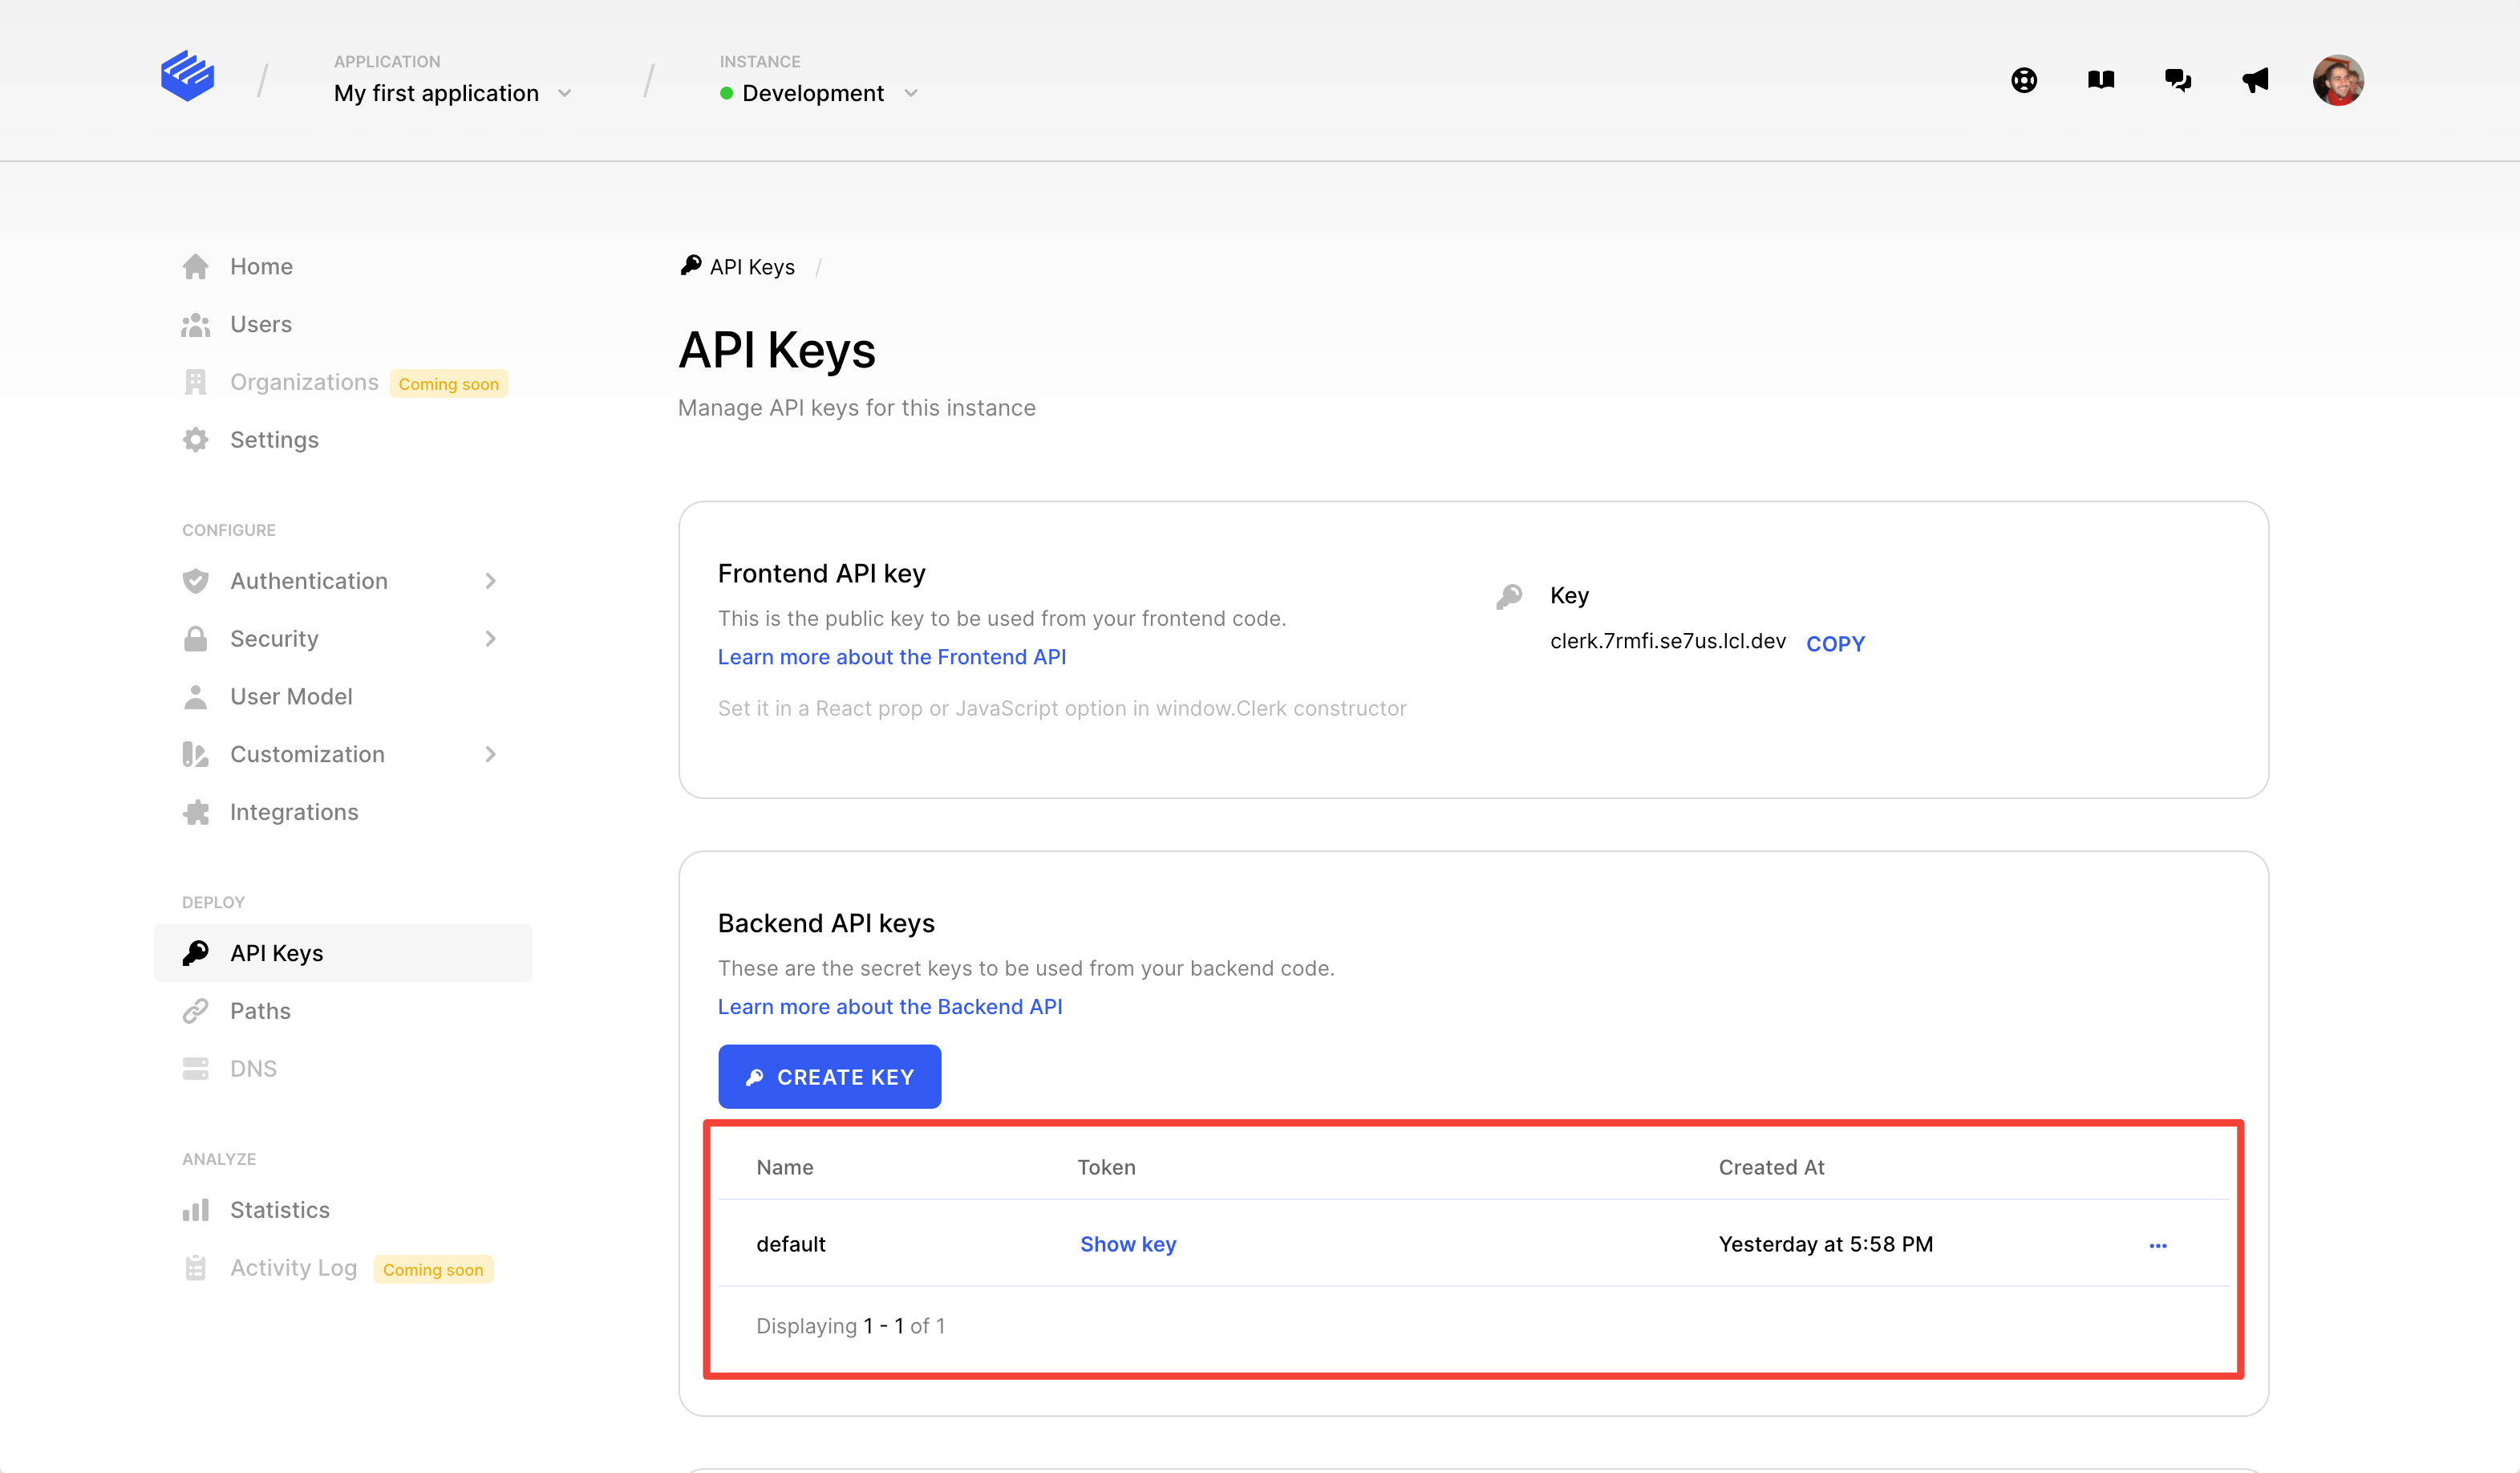 APPLICATION
My first application
INSTANCE
Development
Home
Users
Organizations Coming soon
Settings
CONFIGURE
Authentication
Security
User Model
Customization
Integrations
DEPLOY
API Keys
Paths
DNS
ANALYZE
Statistics
Activity Log Coming soon
API Keys /
API Keys
Manage API keys for this instance
Frontend API key
This is the public key to be used from your frontend code.
Learn more about the Frontend API
Set it in a React prop or JavaScript option in window.Clerk constructor
Key
clerk.7rmfi.se7us.lcl.dev COPY
Backend API keys
These are the secret keys to be used from your backend code.
Learn more about the Backend API
CREATE KEY
Name Token Created At
default Show key Yesterday at 5:58 PM
Displaying 1 - 1 of 1